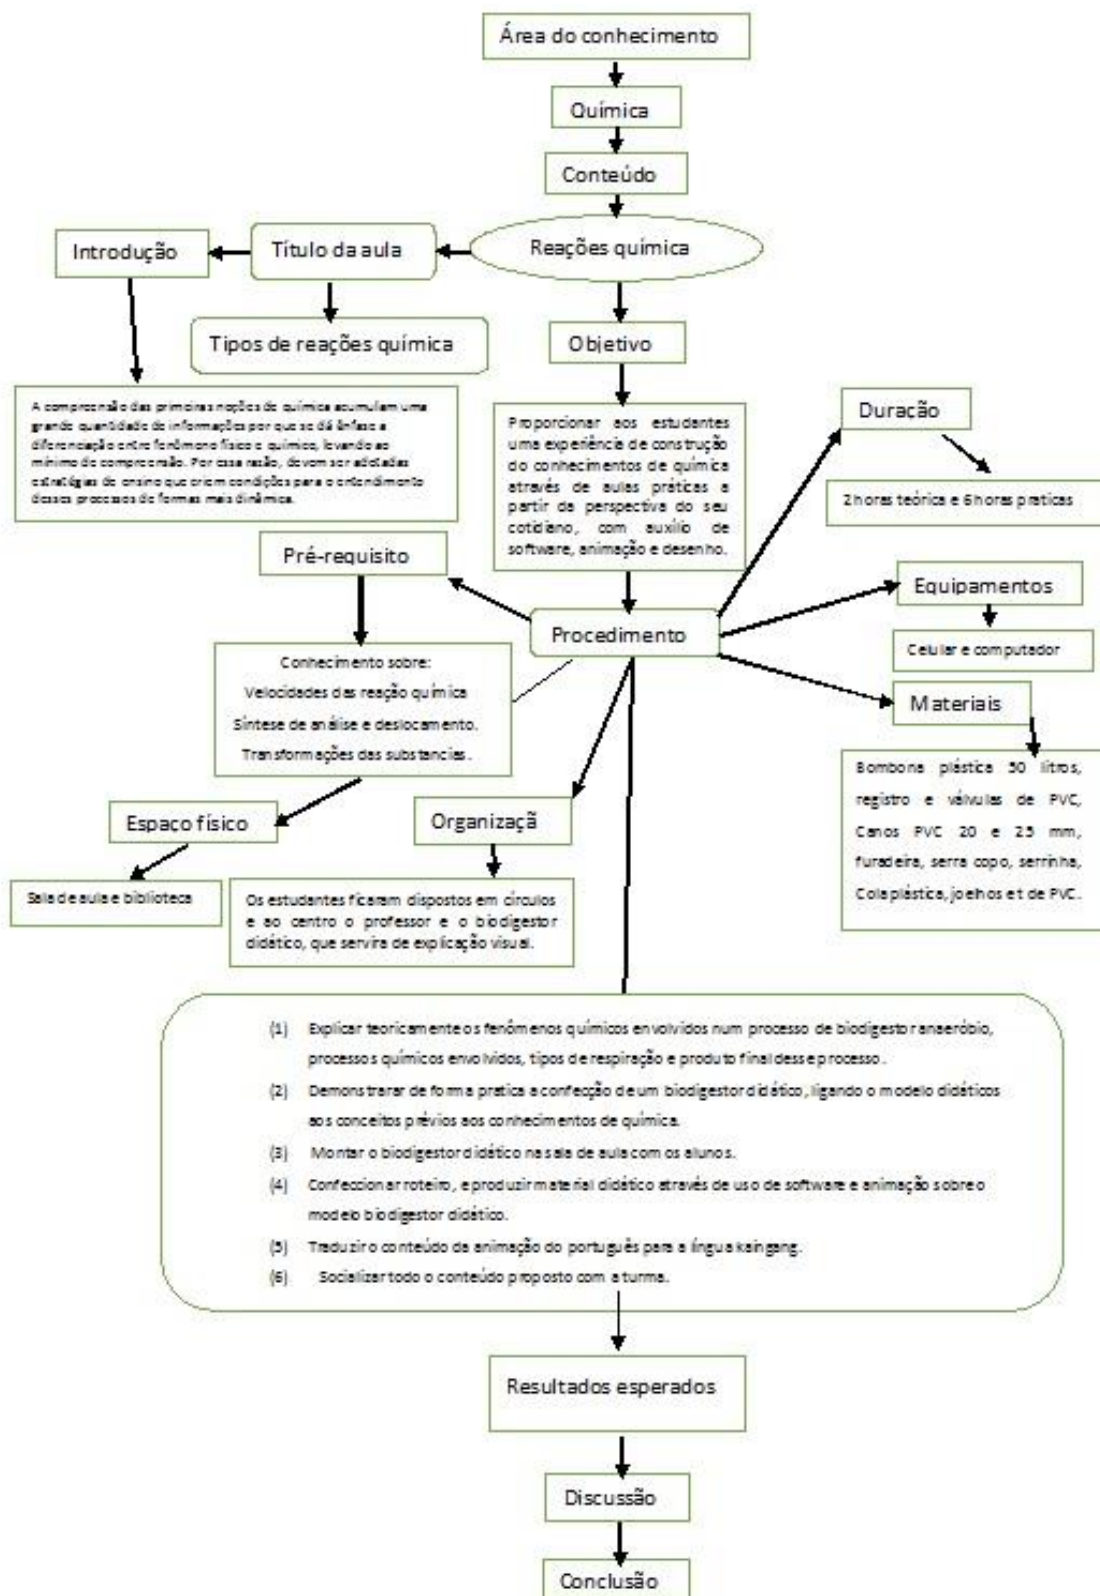 Área do conhecimento
Química
Conteúdo
Reações química
Título da aula
Introdução
Tipos de reações química
Objetivo
A compreensão das primeiras noções de química acumulam uma
grande quantidade de informações por que se dá ênfase a
diferenciação entre fenômeno físico e químico, levando ao
mínimo de compreensão. Por essa rasão, devem ser adotadas
estratégias de ensino que criem condições para o entendimento
desses processos de formas mais dinâmica.
Proporcionar aos estudantes
uma experiência de construção
do conhecimentos de química
através de aulas práticas a
partir da perspectiva do seu
cotidiano, com auxílio de
software, animação e desenho.
Duração
2 horas teórica e 6 horas praticas
Pré-requisito
Equipamentos
Procedimento
Celular e computador
Conhecimento sobre:
Velocidades das reação química
Síntese de análise e deslocamento.
Transformações das substancias.
Materiais
Bombona plástica 50 litros,
registro e válvulas de PVC,
Canos PVC 20 e 25 mm,
furadeira, serra copo, serrinha,
Cola plástica, joelhos e t de PVC.
Espaço físico
Organizaçã
Sala de aula e biblioteca
Os estudantes ficaram dispostos em círculos
e ao centro o professor e o biodigestor
didático, que servira de explicação visual.
(1) Explicar teoricamente os fenômenos químicos envolvidos num processo de biodigestor anaeróbio,
processos químicos envolvidos, tipos de respiração e produto final desse processo.
(2) Demonstrarar de forma pratica a confecção de um biodigestor didático, ligando o modelo didáticos
aos conceitos prévios aos conhecimentos de química.
(3) Montar o biodigestor didático na sala de aula com os alunos.
(4) Confeccionar roteiro, e produzir material didático através de uso de software e animação sobre o
modelo biodigestor didático.
(5) Traduzir o conteúdo da animação do português para a língua kaingang.
(6) Socializar todo o conteúdo proposto com a turma.
Resultados esperados
Discussão
Conclusão